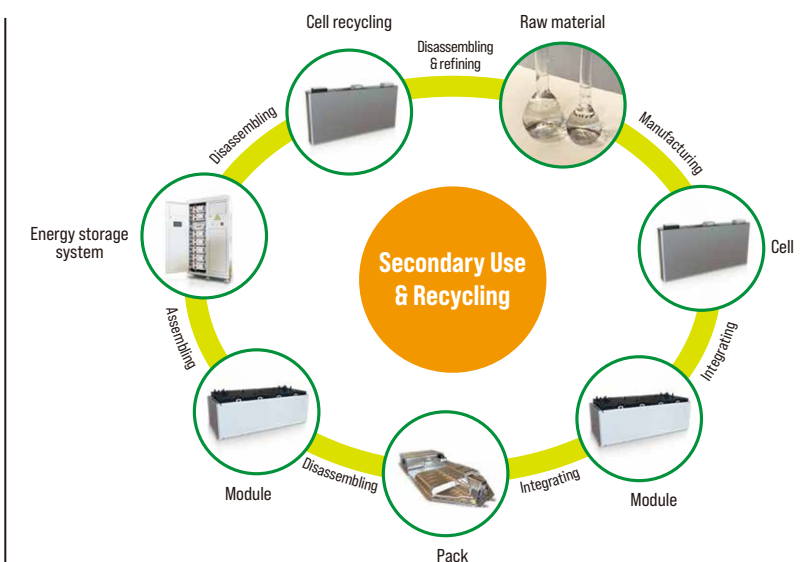 Cell recycling
Disassembling
& refining
Raw material
Manufacturing
Cell
Integrating
Module
Integrating
Pack
Disassembling
Module
Assembling
Energy storage
system
Disassembling
Secondary Use
& Recycling